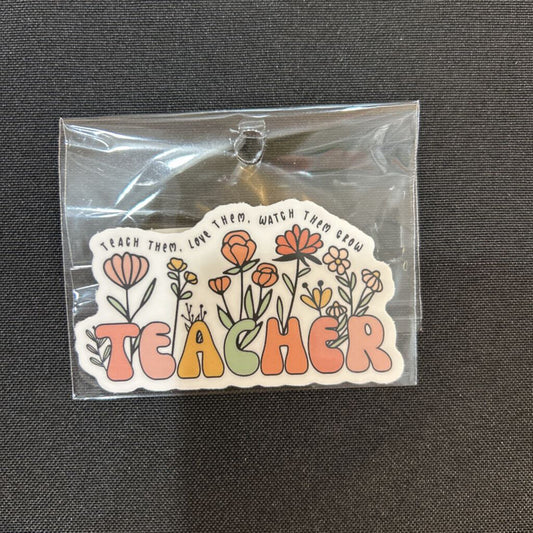 TEACH THEM, LOVE THEM, WATCH THEM GROW
TEACHER